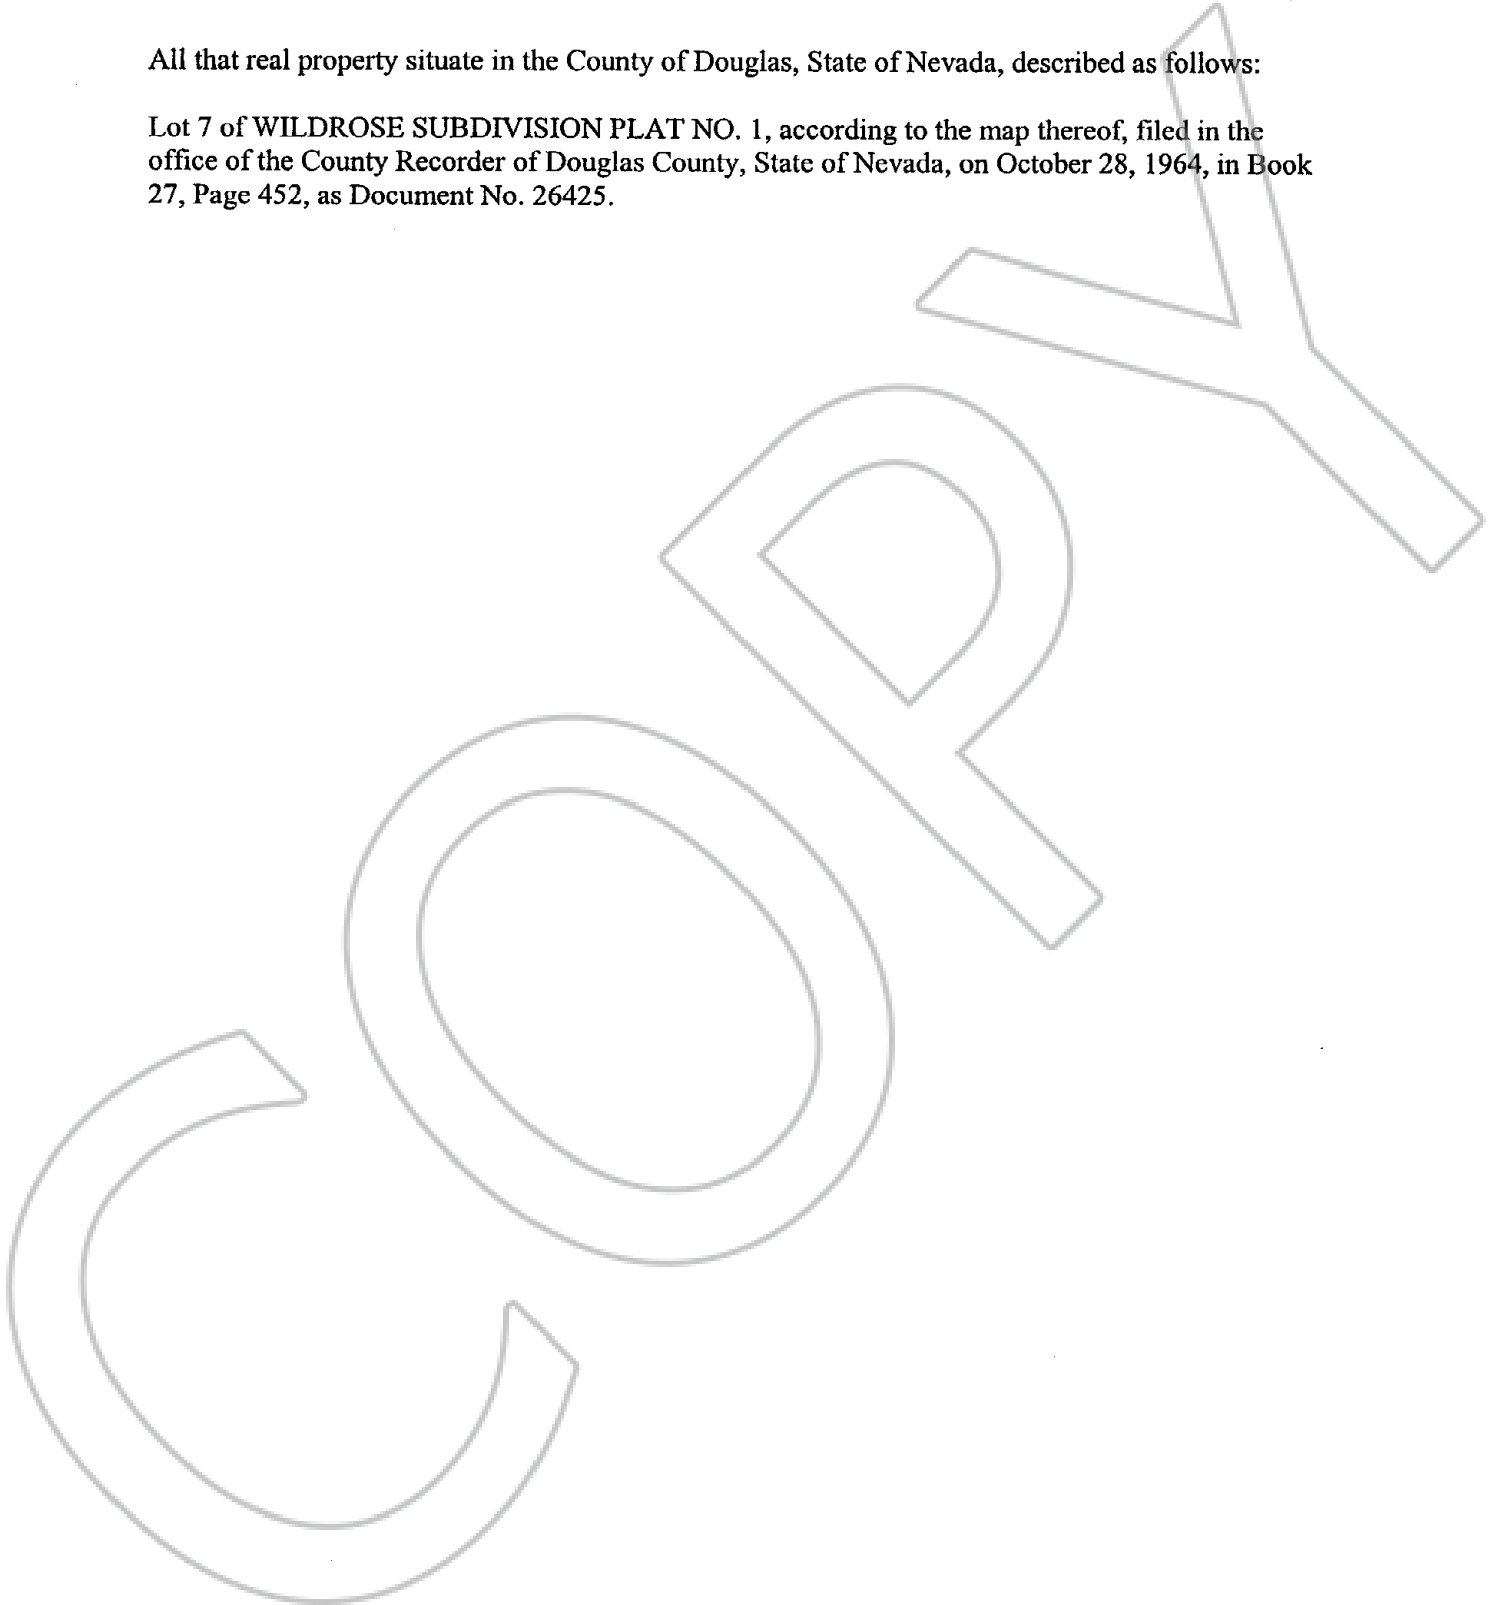 All that real property situate in the County of Douglas, State of Nevada, described as follows:
Lot 7 of WILDROSE SUBDIVISION PLAT NO. 1, according to the map thereof, filed in the
office of the County Recorder of Douglas County, State of Nevada, on October 28, 1964, in Book
27, Page 452, as Document No. 26425.
COPY